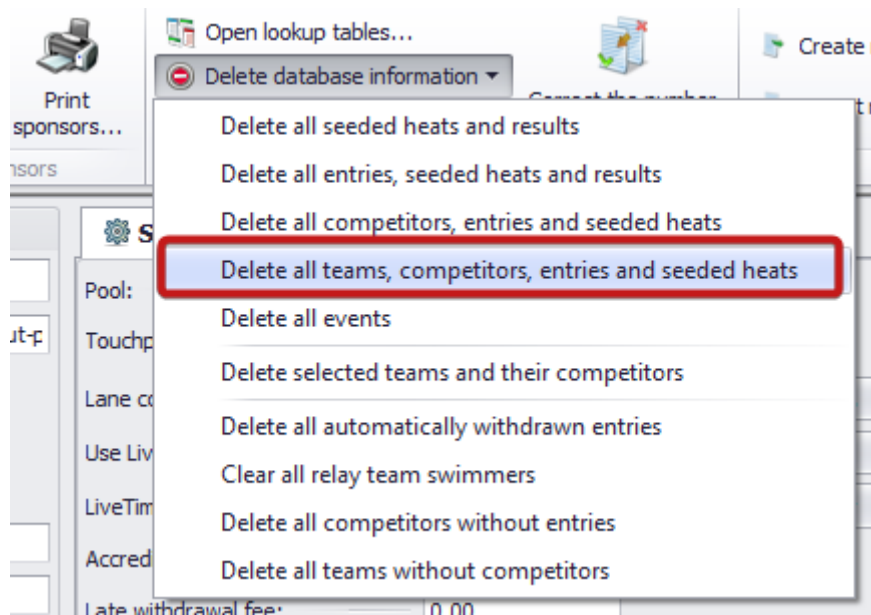 Open lookup tables...
Delete database information
Print
sponsors...
Create
Delete all seeded heats and results
Delete all entries, seeded heats and results
Delete all competitors, entries and seeded heats
Delete all teams, competitors, entries and seeded heats
Delete all events
Delete selected teams and their competitors
Delete all automatically withdrawn entries
Clear all relay team swimmers
Delete all competitors without entries
Delete all teams without competitors
Pool:
Touchp
Lane co
Use Liv
LiveTim
Accred
Late withdrawal fee: 0.00